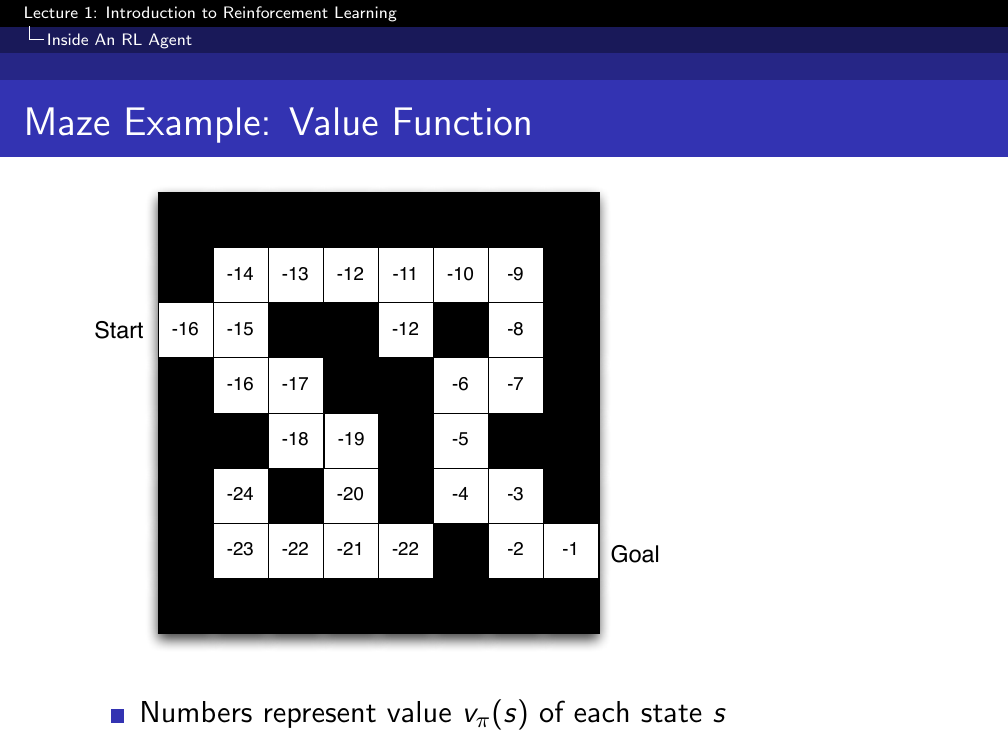 Lecture 1: Introduction to Reinforcement Learning
Inside An RL Agent
Maze Example: Value Function
-14 -13 -12 -11 -10 -9
Start -16 -15 -12 -8
-16 -17 -6 -7
-18 -19 -5
-24 -20 -4 -3
-23 -22 -21 -22 -2 -1 Goal
Numbers represent value vπ(s) of each state s